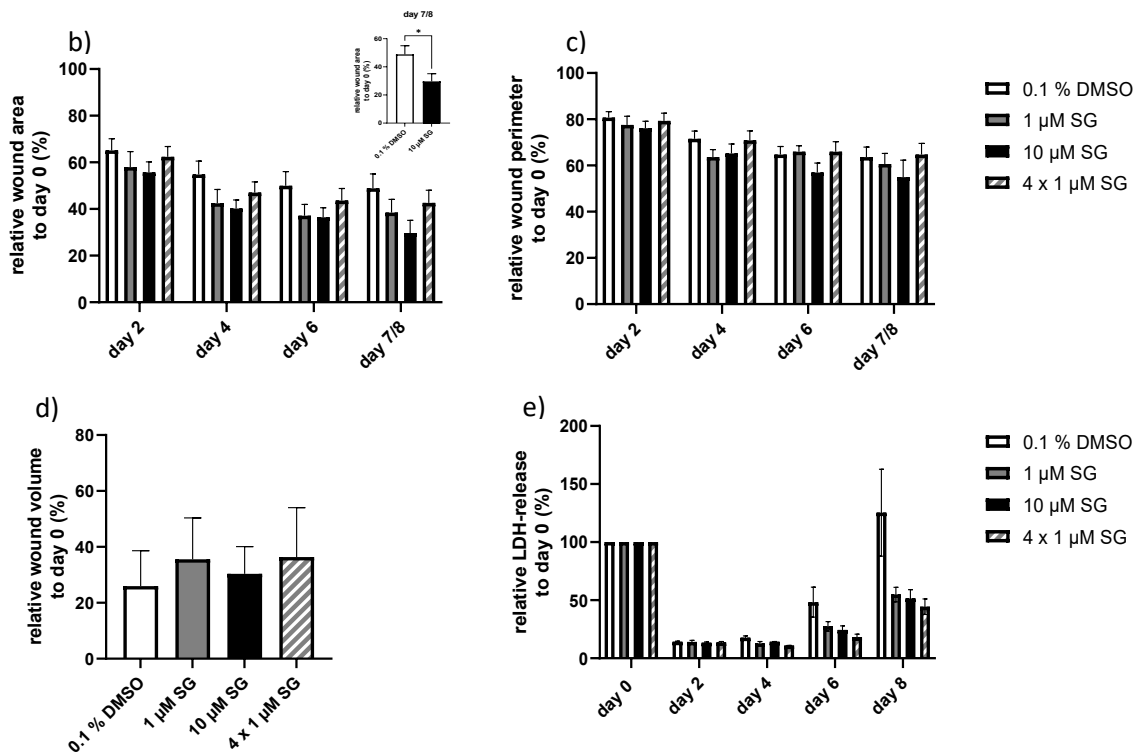 b)
day 7/8
relative wound area
to day 0 (%)
60
40
20
0
*
0.1 % DMSO
10 µM SG
relative wound area
to day 0 (%)
100
80
60
40
20
0
day 2
day 4
day 6
day 7/8
c)
relative wound perimeter
to day 0 (%)
100
80
60
40
20
0
day 2
day 4
day 6
day 7/8
0.1 % DMSO
1 µM SG
10 µM SG
4 x 1 µM SG
d)
relative wound volume
to day 0 (%)
80
60
40
20
0
0.1 % DMSO
1 µM SG
10 µM SG
4 x 1 µM SG
e)
relative LDH-release
to day 0 (%)
200
150
100
50
0
day 0
day 2
day 4
day 6
day 8
0.1 % DMSO
1 µM SG
10 µM SG
4 x 1 µM SG